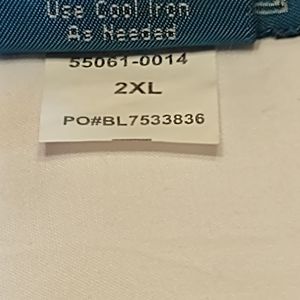 Use Cool Iron
As Needed
55061-0014
2XL
PO#BL7533836